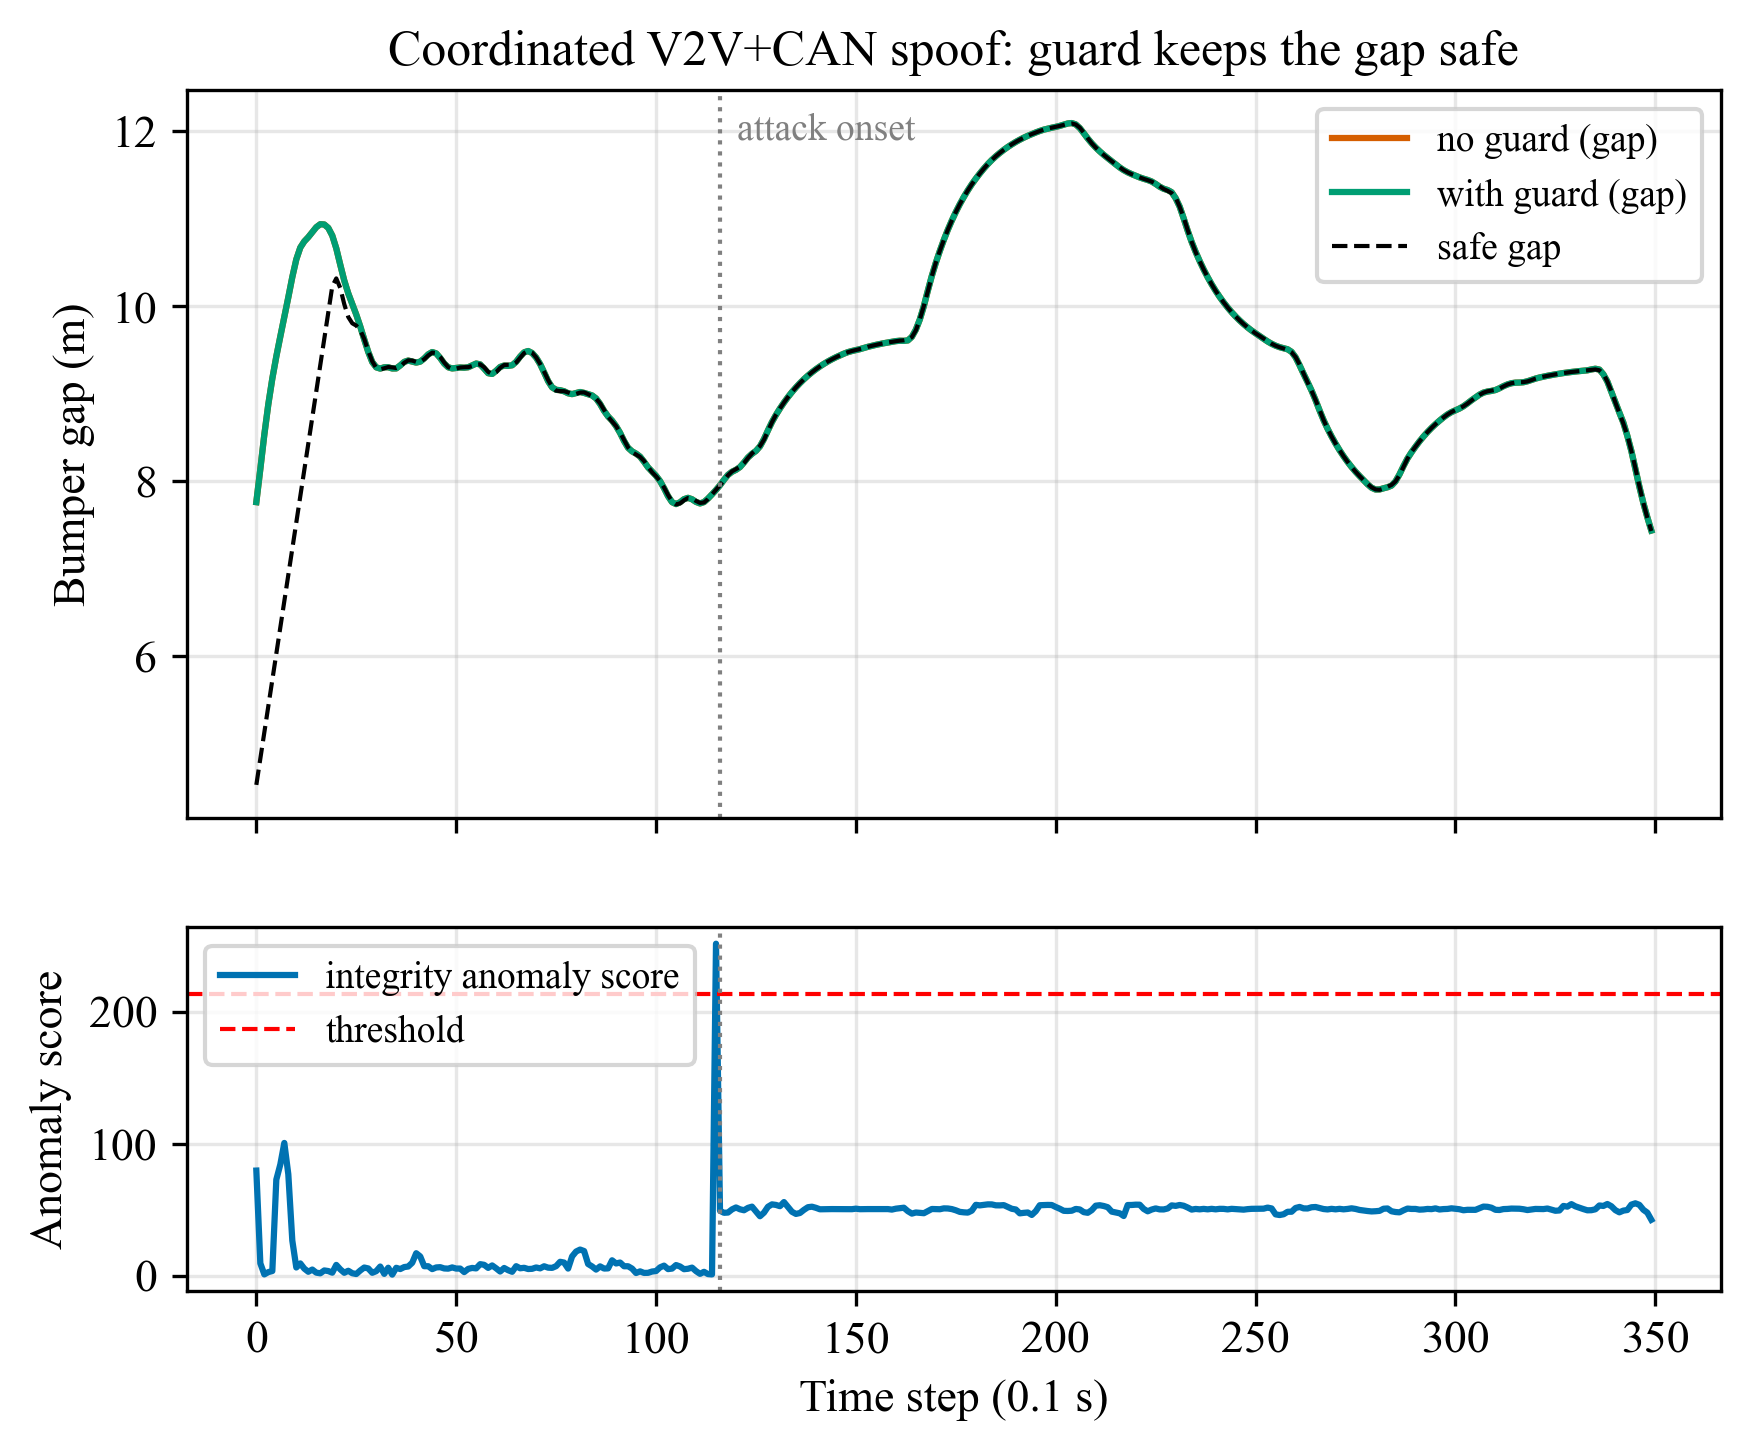 Coordinated V2V+CAN spoof: guard keeps the gap safe
attack onset
no guard (gap)
with guard (gap)
safe gap
Bumper gap (m)
12
10
8
6
integrity anomaly score
threshold
Anomaly score
200
100
0
0 50 100 150 200 250 300 350
Time step (0.1 s)